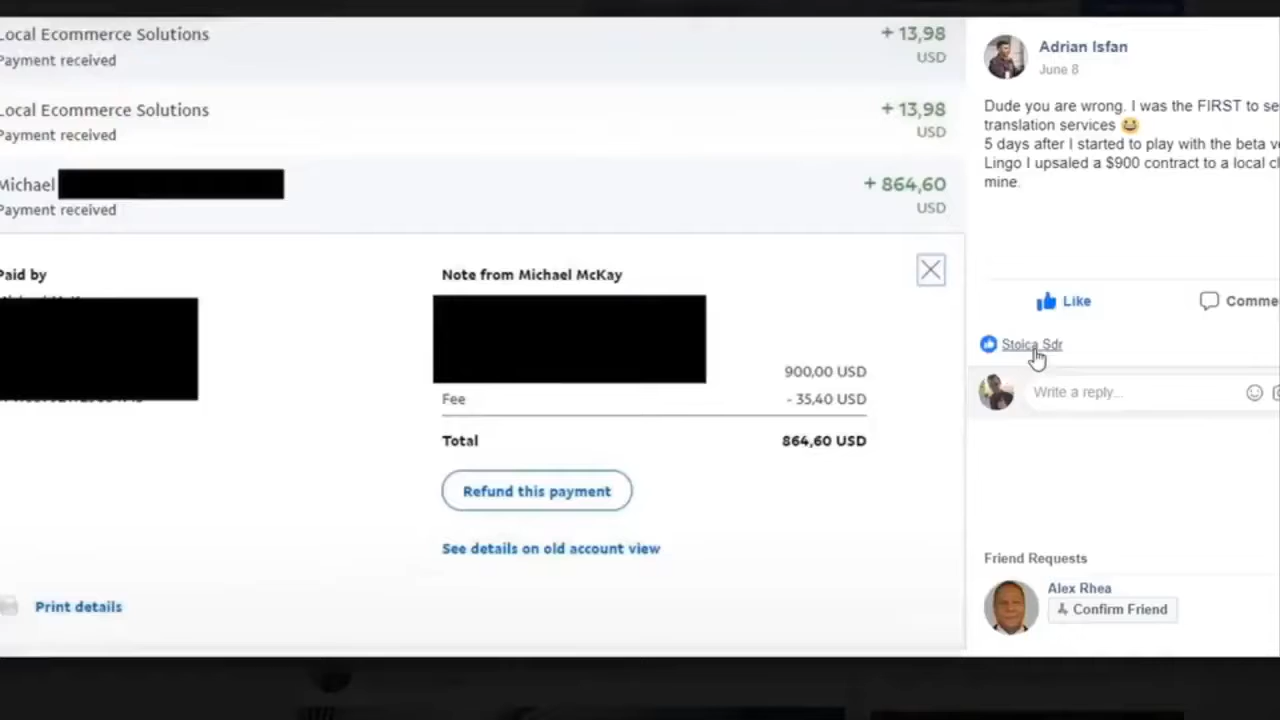 Local Ecommerce Solutions
+ 13,98
Payment received
USD
Local Ecommerce Solutions
+ 13,98
Payment received
USD
Michael
+ 864,60
Payment received
USD
Paid by
Note from Michael McKay
900,00 USD
Fee
- 35,40 USD
Total
864,60 USD
Refund this payment
See details on old account view
Print details
Adrian Isfan
June 8
Dude you are wrong. I was the FIRST to se
translation services 😀
5 days after I started to play with the beta v
Lingo I upsaled a $900 contract to a local cl
mine.
Like
Comme
Stoica Sdr
Write a reply...
Friend Requests
Alex Rhea
Confirm Friend